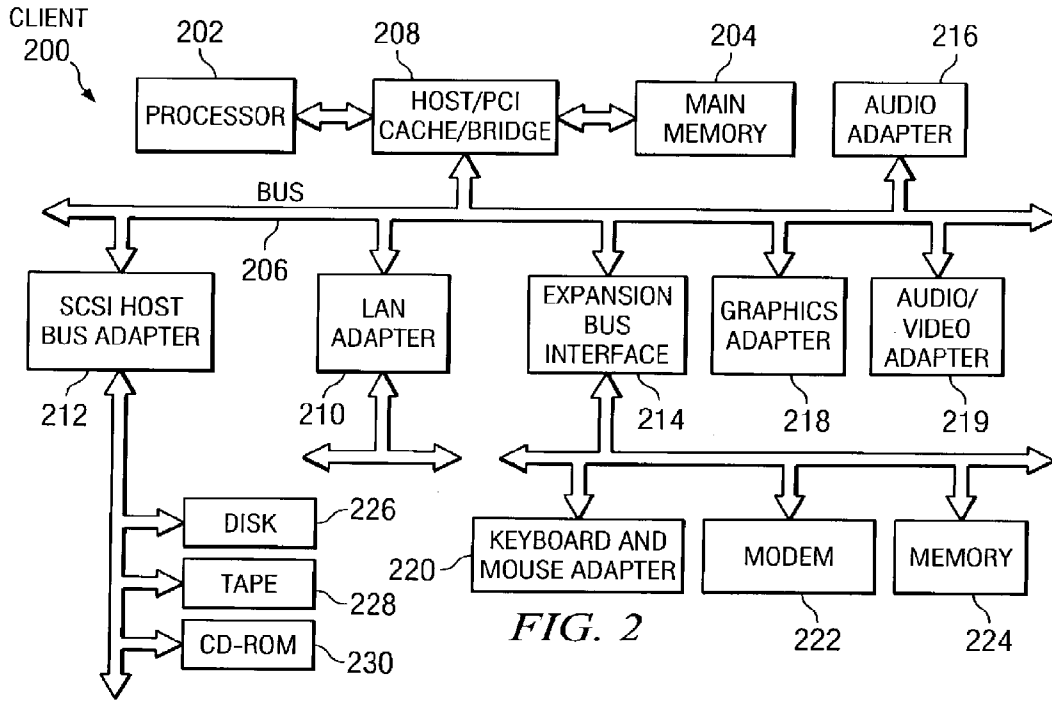 CLIENT
200
202
208
204
216
PROCESSOR
HOST/PCI
CACHE/BRIDGE
MAIN
MEMORY
AUDIO
ADAPTER
BUS
206
SCSI HOST
BUS ADAPTER
LAN
ADAPTER
EXPANSION
BUS
INTERFACE
GRAPHICS
ADAPTER
AUDIO/
VIDEO
ADAPTER
212
210
214
218
219
DISK
226
TAPE
228
CD-ROM
230
220
KEYBOARD AND
MOUSE ADAPTER
MODEM
MEMORY
222
224
FIG. 2